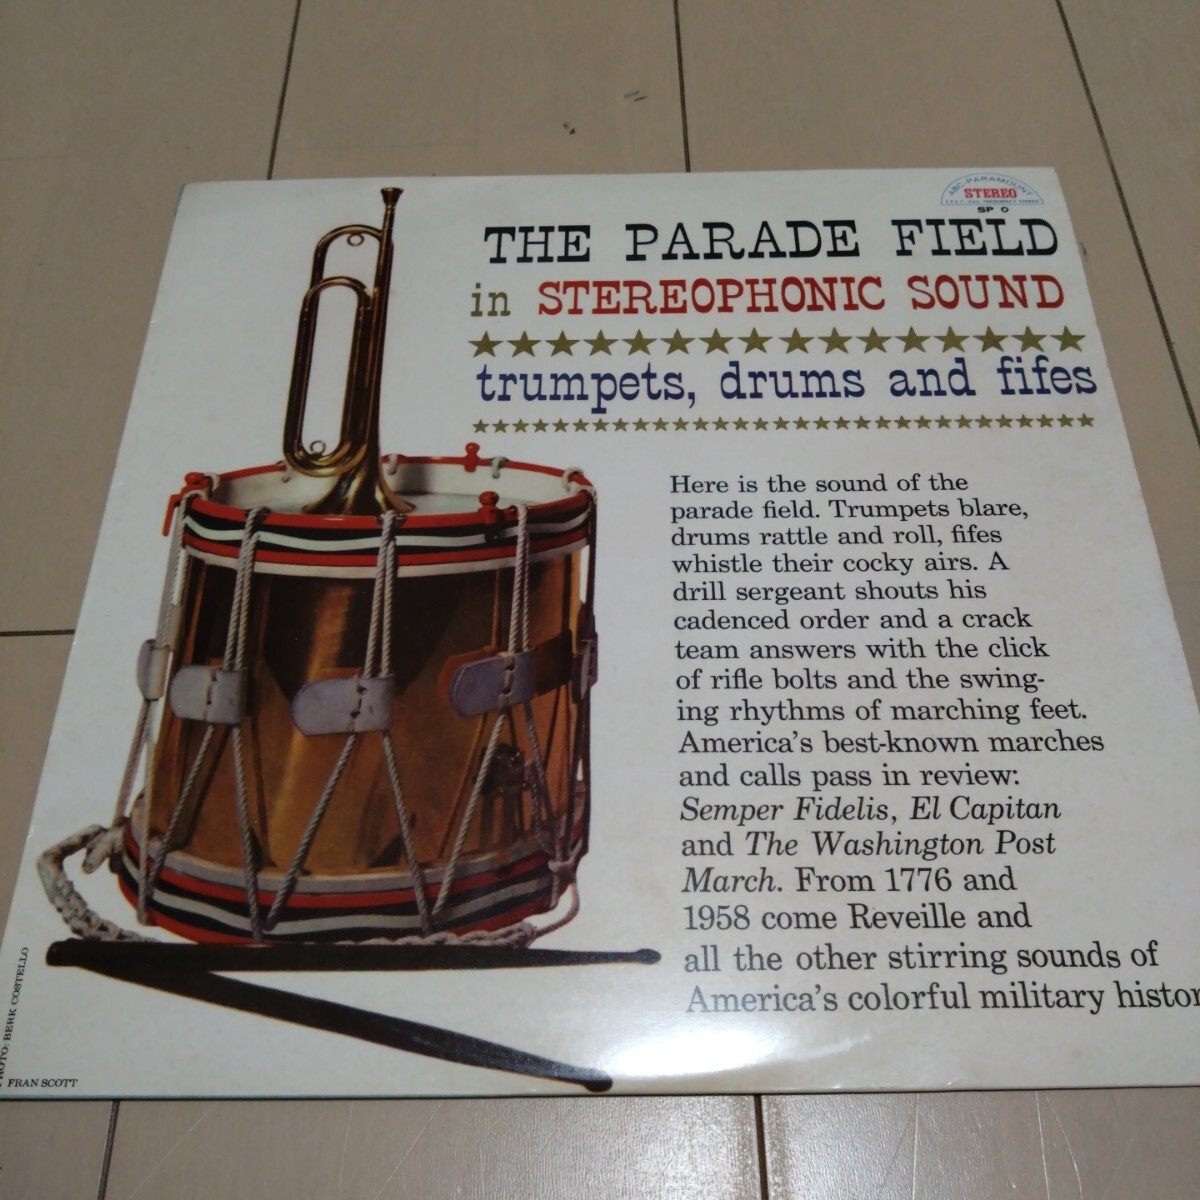 ABC-PARAMOUNT
STEREO
SP 0
THE PARADE FIELD
in STEREOPHONIC SOUND
trumpets, drums and fifes
Here is the sound of the
parade field. Trumpets blare,
drums rattle and roll, fifes
whistle their cocky airs. A
drill sergeant shouts his
cadenced order and a crack
team answers with the click
of rifle bolts and the swing-
ing rhythms of marching feet.
America's best-known marches
and calls pass in review:
Semper Fidelis, El Capitan
and The Washington Post
March. From 1776 and
1958 come Reveille and
all the other stirring sounds of
America's colorful military histor
PHOTO: BERK COSTELLO
FRAN SCOTT